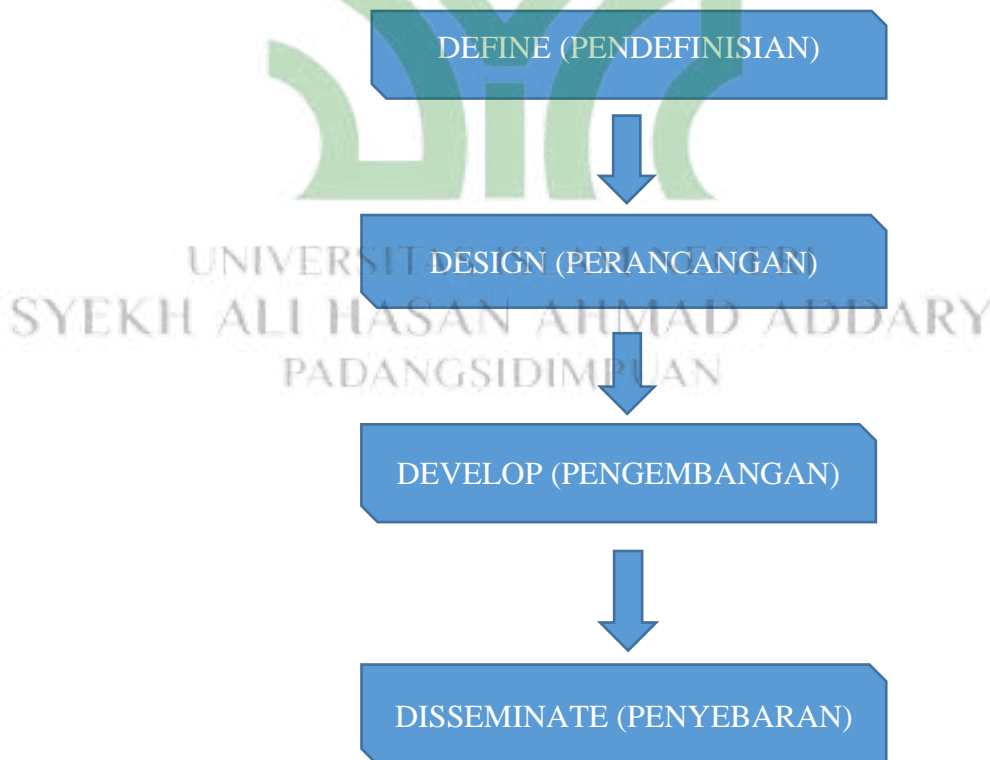 DEFINE (PENDEFINISIAN)
DESIGN (PERANCANGAN)
UNIVERSITAS ISLAM NEGERI
SYEKH ALI HASAN AHMAD ADDARY
PADANGSIDIMPUAN
DEVELOP (PENGEMBANGAN)
DISSEMINATE (PENYEBARAN)